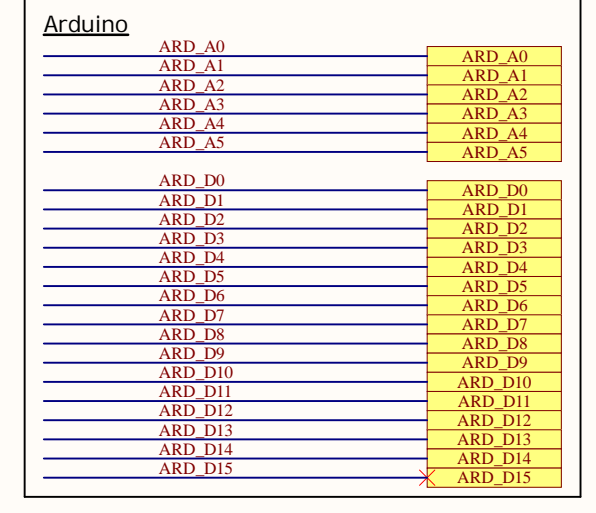 Arduino
ARD_A0 ARD_A0
ARD_A1 ARD_A1
ARD_A2 ARD_A2
ARD_A3 ARD_A3
ARD_A4 ARD_A4
ARD_A5 ARD_A5
ARD_D0 ARD_D0
ARD_D1 ARD_D1
ARD_D2 ARD_D2
ARD_D3 ARD_D3
ARD_D4 ARD_D4
ARD_D5 ARD_D5
ARD_D6 ARD_D6
ARD_D7 ARD_D7
ARD_D8 ARD_D8
ARD_D9 ARD_D9
ARD_D10 ARD_D10
ARD_D11 ARD_D11
ARD_D12 ARD_D12
ARD_D13 ARD_D13
ARD_D14 ARD_D14
ARD_D15 ARD_D15